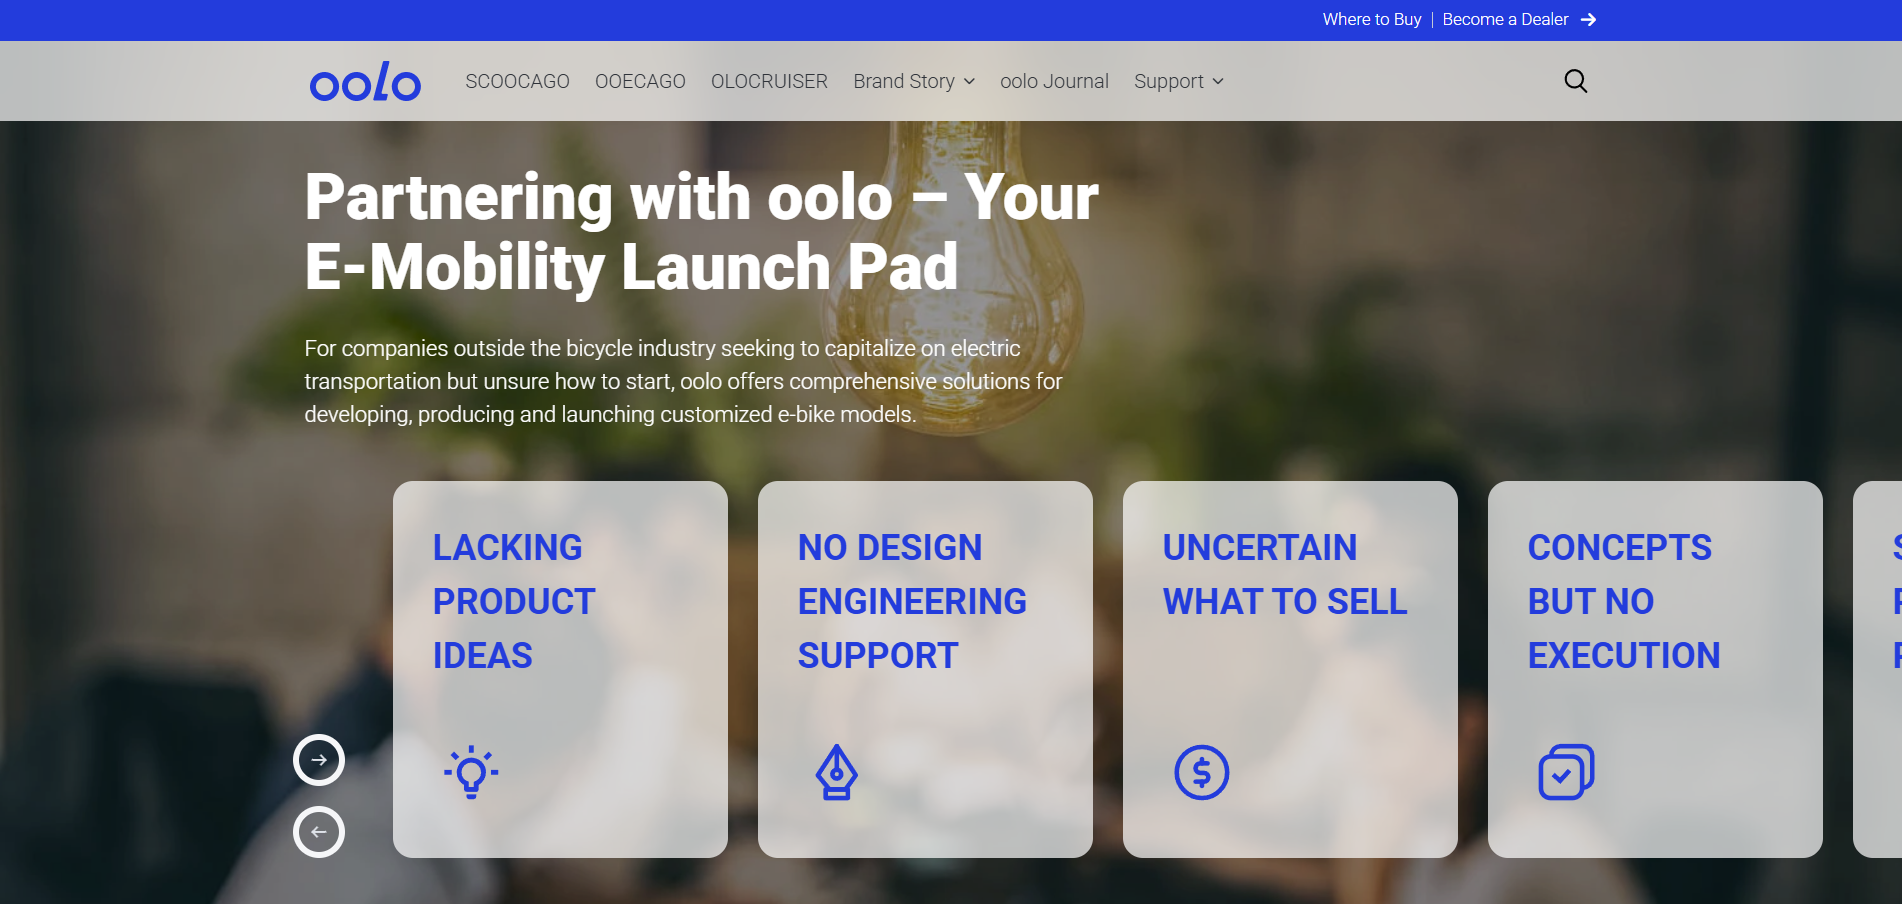 Where to Buy | Become a Dealer
oolo
SCOOCAGO OOECAGO OLOCRUISER Brand Story oolo Journal Support
Partnering with oolo – Your
E-Mobility Launch Pad
For companies outside the bicycle industry seeking to capitalize on electric
transportation but unsure how to start, oolo offers comprehensive solutions for
developing, producing and launching customized e-bike models.
LACKING
PRODUCT
IDEAS
NO DESIGN
ENGINEERING
SUPPORT
UNCERTAIN
WHAT TO SELL
CONCEPTS
BUT NO
EXECUTION